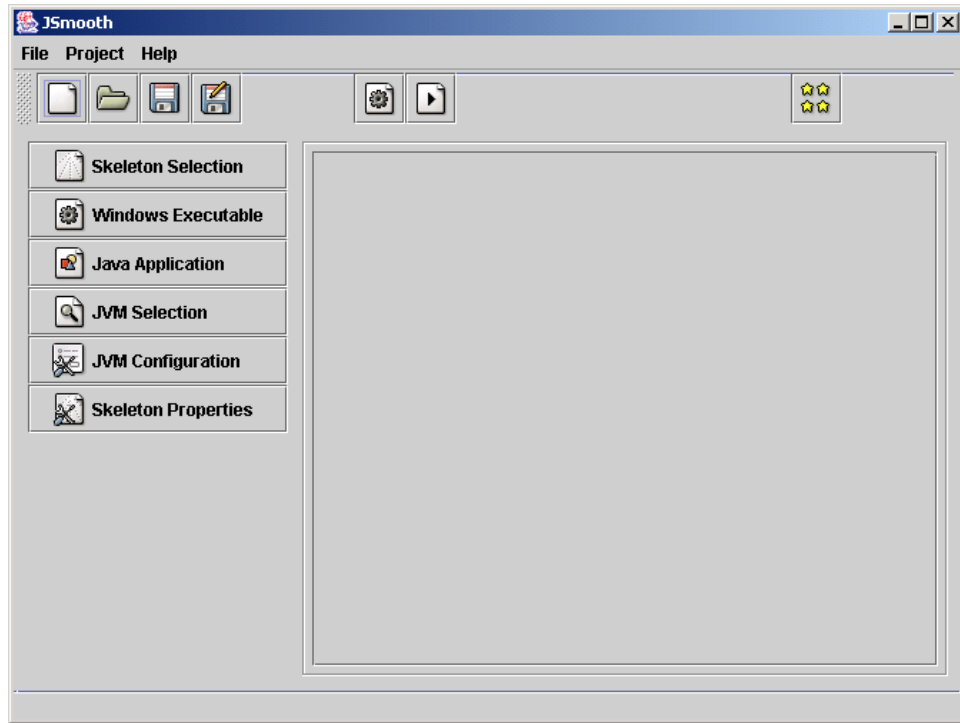 JSmooth
File Project Help
Skeleton Selection
Windows Executable
Java Application
JVM Selection
JVM Configuration
Skeleton Properties